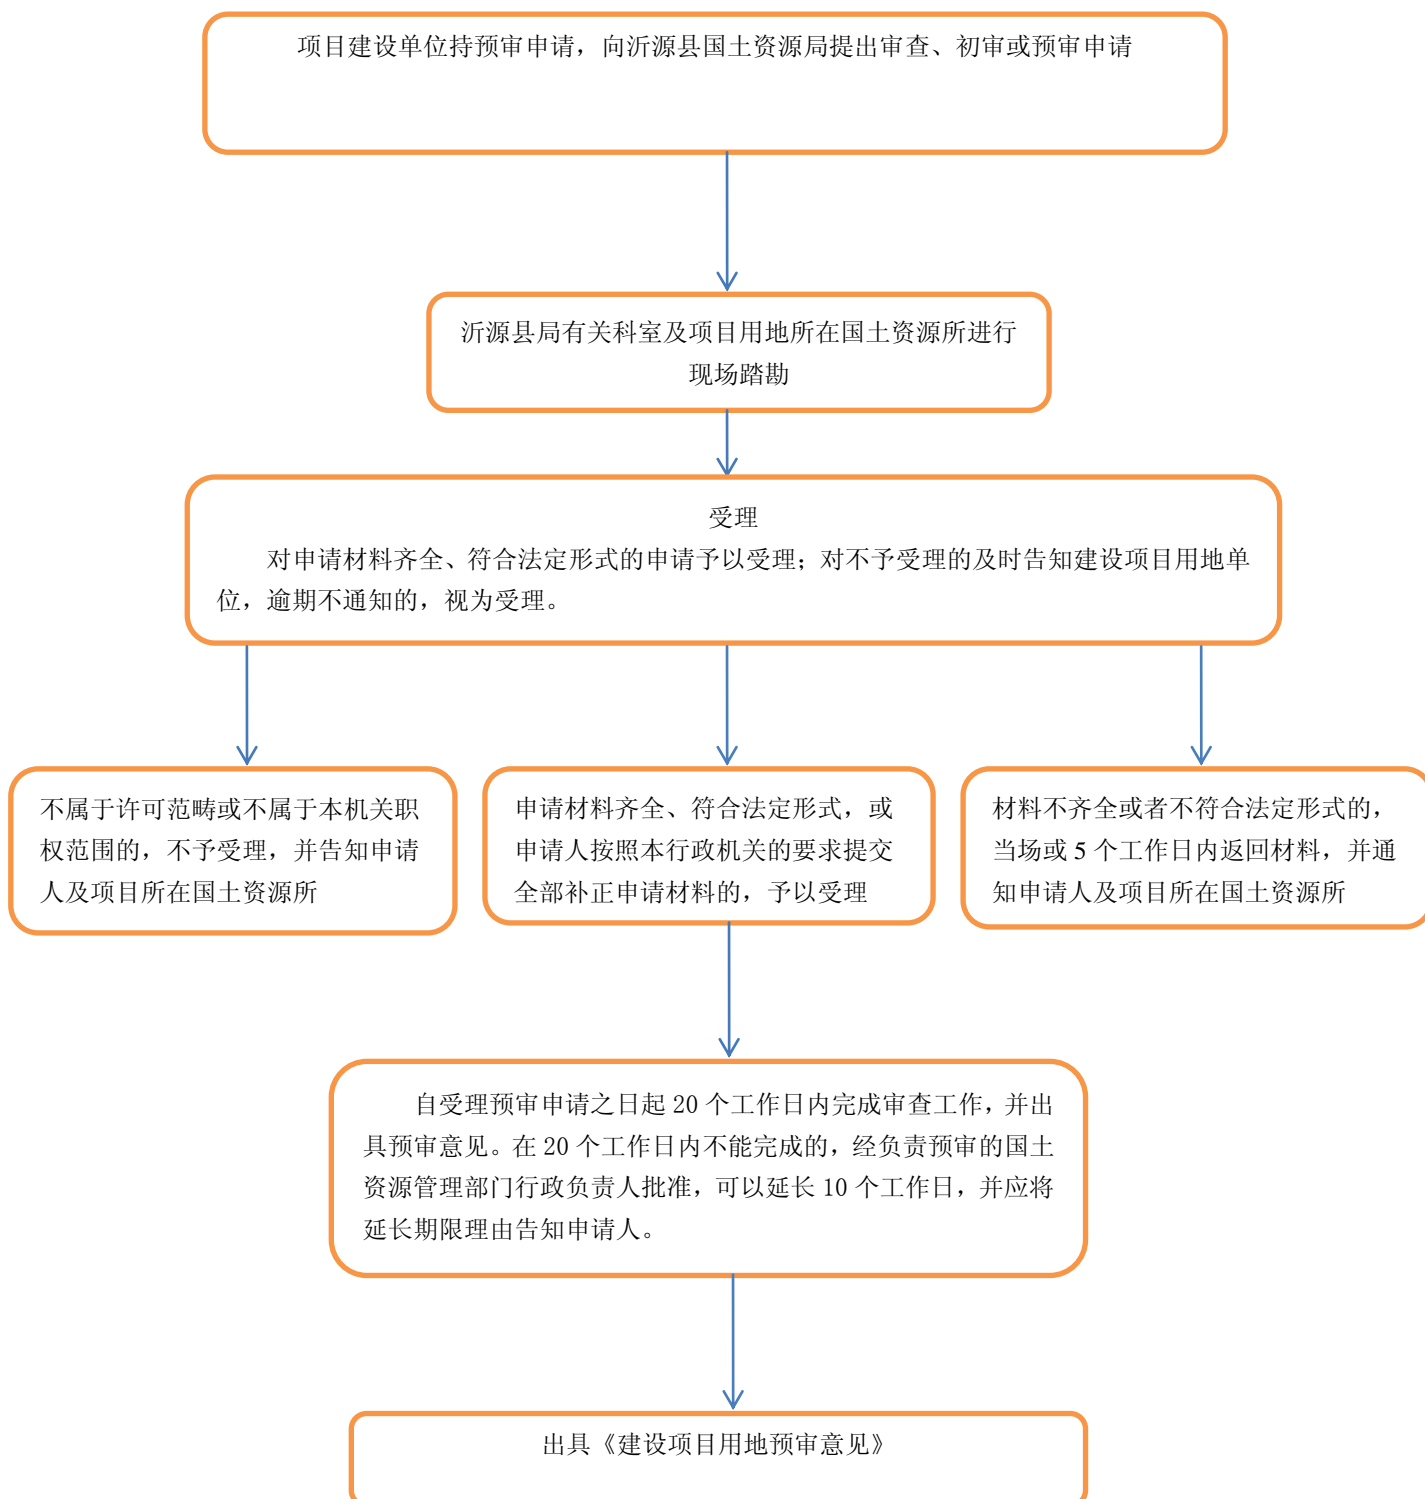 项目建设单位持预审申请，向沂源县国土资源局提出审查、初审或预审申请
沂源县局有关科室及项目用地所在国土资源所进行
现场踏勘
受理
对申请材料齐全、符合法定形式的申请予以受理；对不予受理的及时告知建设项目用地单
位，逾期不通知的，视为受理。
不属于许可范畴或不属于本机关职
权范围的，不予受理，并告知申请
人及项目所在国土资源所
申请材料齐全、符合法定形式，或
申请人按照本行政机关的要求提交
全部补正申请材料的，予以受理
材料不齐全或者不符合法定形式的，
当场或 5 个工作日内返回材料，并通
知申请人及项目所在国土资源所
自受理预审申请之日起 20 个工作日内完成审查工作，并出
具预审意见。在 20 个工作日内不能完成的，经负责预审的国土
资源管理部门行政负责人批准，可以延长 10 个工作日，并应将
延长期限理由告知申请人。
出具《建设项目用地预审意见》